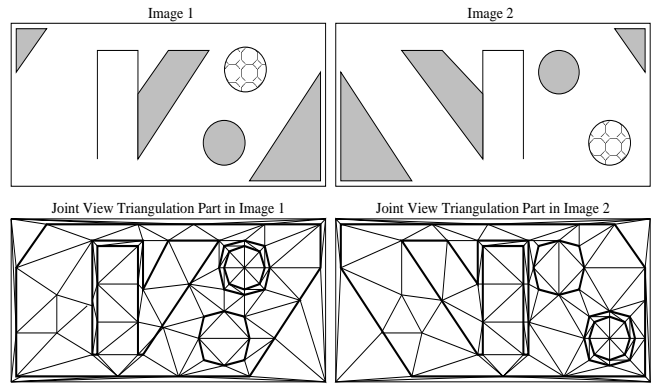 Image 1
Image 2
Joint View Triangulation Part in Image 1
Joint View Triangulation Part in Image 2